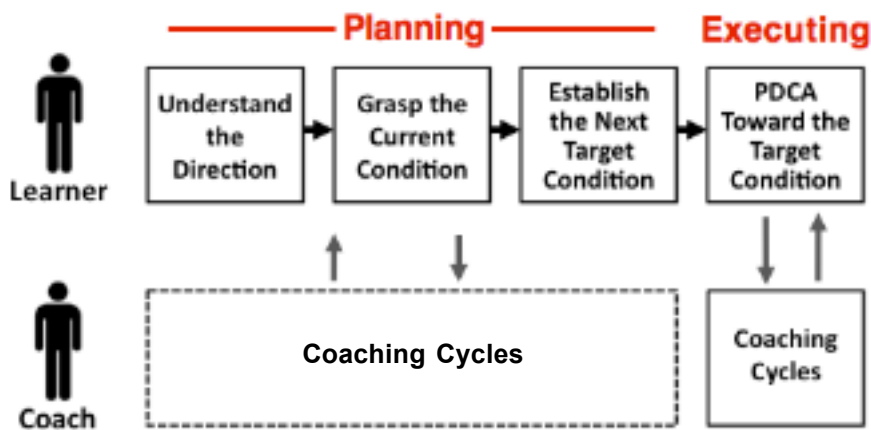 Planning
Executing
Understand
the
Direction
Grasp the
Current
Condition
Establish
the Next
Target
Condition
PDCA
Toward the
Target
Condition
Learner
Coaching Cycles
Coaching
Cycles
Coach